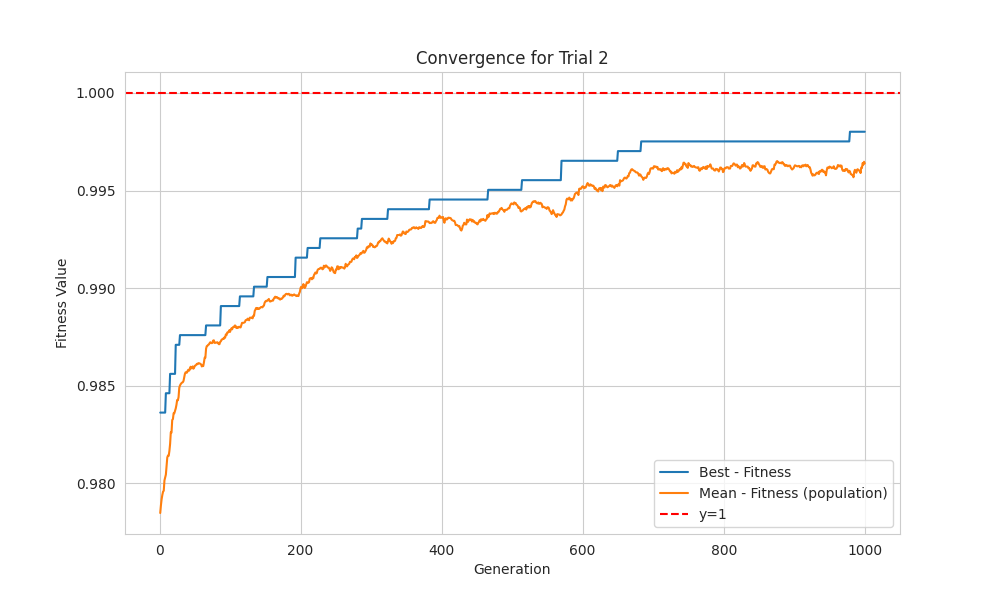 Convergence for Trial 2
1.000
0.995
0.990
0.985
0.980
Fitness Value
0
200
400
600
800
1000
Generation
Best - Fitness
Mean - Fitness (population)
y=1